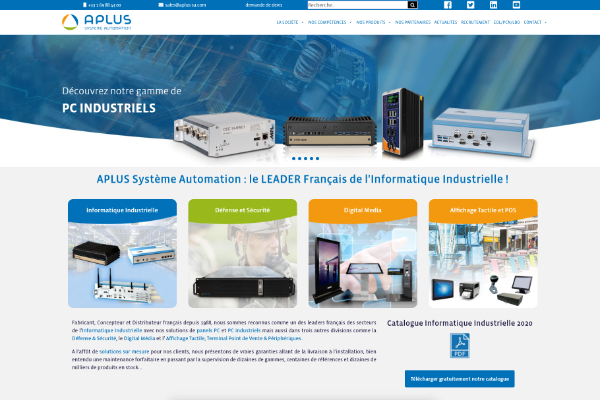 +33 1 69 88 91 00 sales@aplus-sa.com demande de devis Recherche...
APLUS
SYSTÈME AUTOMATION
LA SOCIÉTÉ NOS COMPÉTENCES NOS PRODUITS NOS PARTENAIRES ACTUALITÉS RECRUTEMENT EOL/PCN/LBO CONTACT
Découvrez notre gamme de
PC INDUSTRIELS
APLUS Système Automation : le LEADER Français de l'Informatique Industrielle !
Informatique Industrielle
Défense et Sécurité
Digital Media
Affichage Tactile et POS
Fabricant, Concepteur et Distributeur français depuis 1988, nous sommes reconnus comme un des leaders français des secteurs
de l'Informatique Industrielle avec nos solutions de panels PC et PC Industriels mais aussi dans trois autres divisions comme la
Défense & Sécurité, le Digital Média et l'Affichage Tactile, Terminal Point de Vente & Périphériques.
A l'affût de solutions sur mesure pour nos clients, nous présentons de vraies garanties allant de la livraison à l'installation, bien
entendu une maintenance forfaitaire en passant par la supervision de dizaines de gammes, centaines de références et dizaines de
milliers de produits en stock...
Catalogue Informatique Industrielle 2020
PDF
Télécharger gratuitement notre catalogue